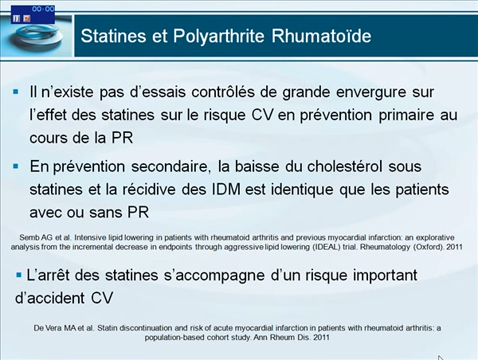 00:00
Statines et Polyarthrite Rhumatoïde
▪ Il n’existe pas d’essais contrôlés de grande envergure sur
l’effet des statines sur le risque CV en prévention primaire au
cours de la PR
▪ En prévention secondaire, la baisse du cholestérol sous
statines et la récidive des IDM est identique que les patients
avec ou sans PR
Semb AG et al. Intensive lipid lowering in patients with rheumatoid arthritis and previous myocardial infarction: an explorative
analysis from the incremental decrease in endpoints through aggressive lipid lowering (IDEAL) trial. Rheumatology (Oxford). 2011
▪ L’arrêt des statines s’accompagne d’un risque important
d’accident CV
De Vera MA et al. Statin discontinuation and risk of acute myocardial infarction in patients with rheumatoid arthritis: a
population-based cohort study. Ann Rheum Dis. 2011